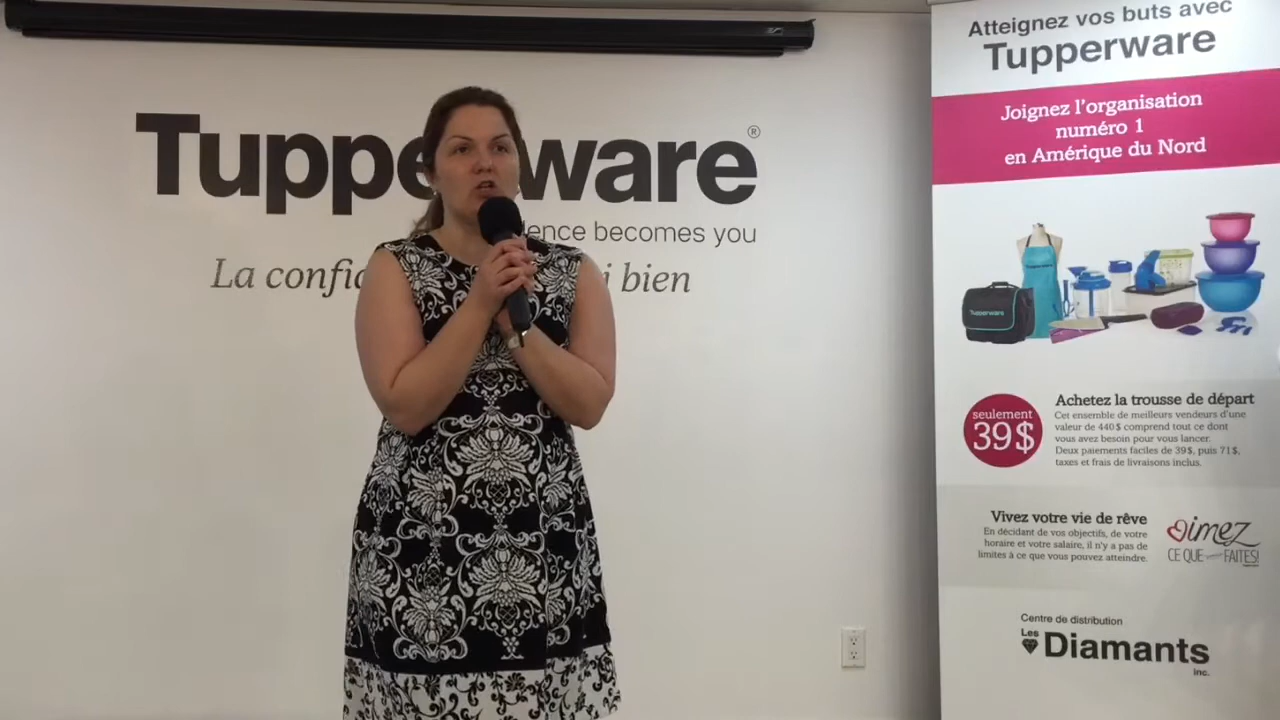 Tuppe ware®
dence becomes you
La confia i bien
Atteignez vos buts avec
Tupperware
Joignez l'organisation
numéro 1
en Amérique du Nord
Tupperware
seulement
39$
Achetez la trousse de départ
Cet ensemble de meilleurs vendeurs d'une
valeur de 440$ comprend tout ce dont
vous avez besoin pour vous lancer.
Deux paiements faciles de 39$, puis 71$,
taxes et frais de livraisons inclus.
Vivez votre vie de rêve
En décidant de vos objectifs, de votre
horaire et votre salaire, il n'y a pas de
limites à ce que vous pouvez atteindre.
aimez
CE QUE FAITES!
Centre de distribution
Les
Diamants
inc.